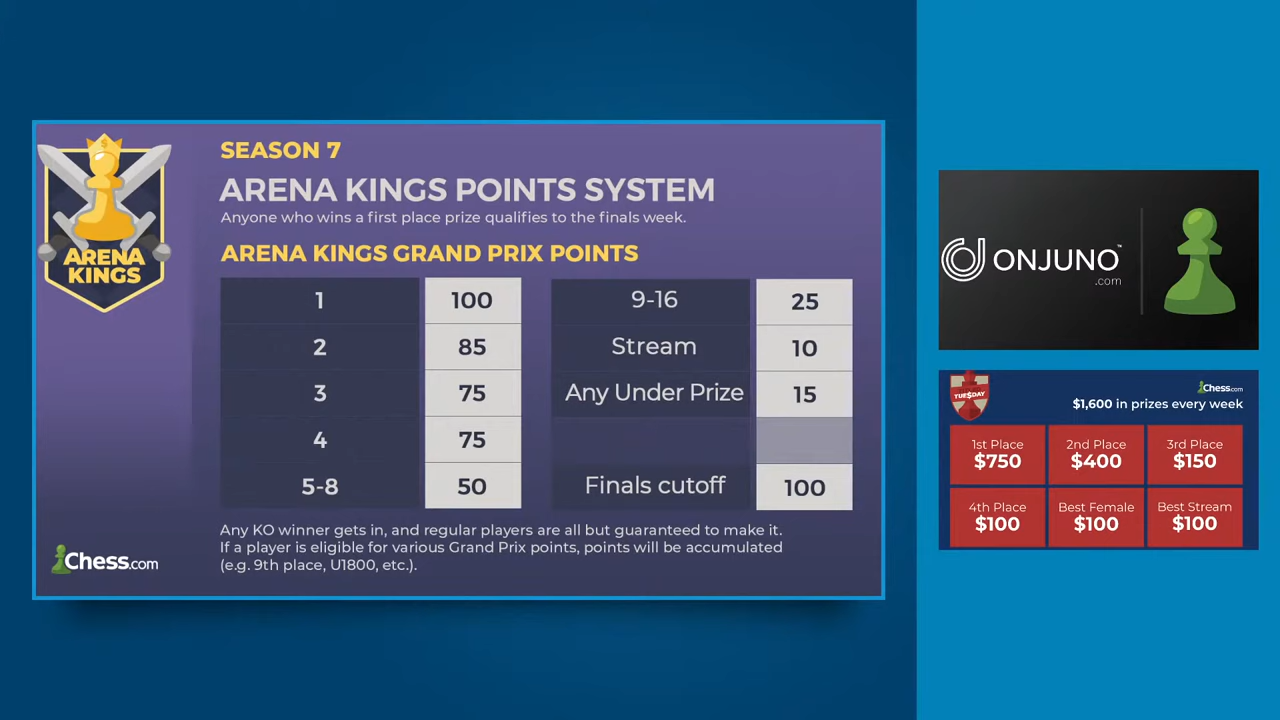 SEASON 7
ARENA KINGS POINTS SYSTEM
Anyone who wins a first place prize qualifies to the finals week.
ARENA KINGS GRAND PRIX POINTS
ARENA
KINGS
1 100
2 85
3 75
4 75
5-8 50
9-16 25
Stream 10
Any Under Prize 15
Finals cutoff 100
Any KO winner gets in, and regular players are all but guaranteed to make it.
If a player is eligible for various Grand Prix points, points will be accumulated
(e.g. 9th place, U1800, etc.).
Chess.com
ONJUNO™
.com
TUE$DAY
Chess.com
$1,600 in prizes every week
1st Place 2nd Place 3rd Place
$750 $400 $150
4th Place Best Female Best Stream
$100 $100 $100